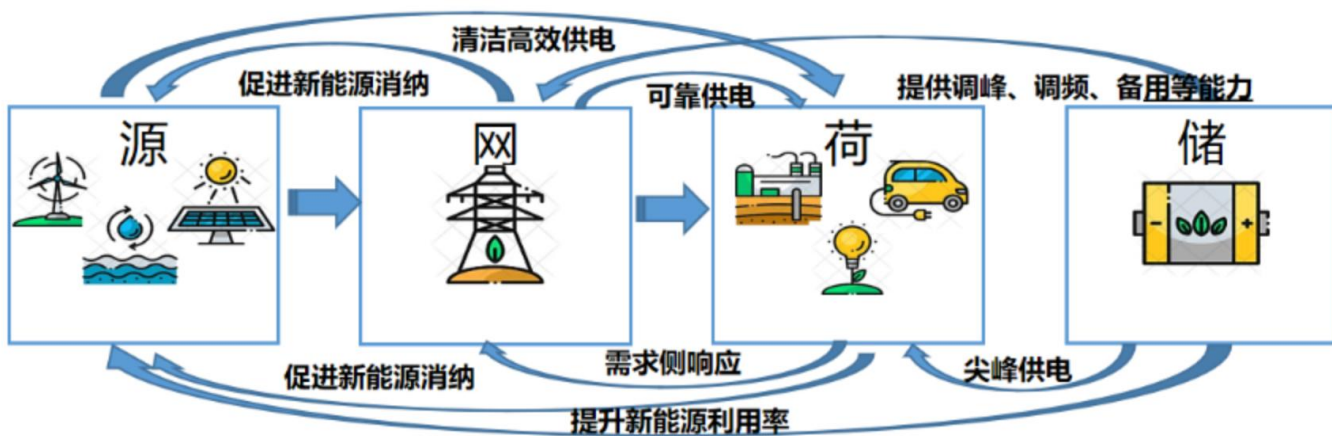 清洁高效供电
促进新能源消纳
可靠供电
提供调峰、调频、备用等能力
源
网
荷
储
需求侧响应
促进新能源消纳
尖峰供电
提升新能源利用率